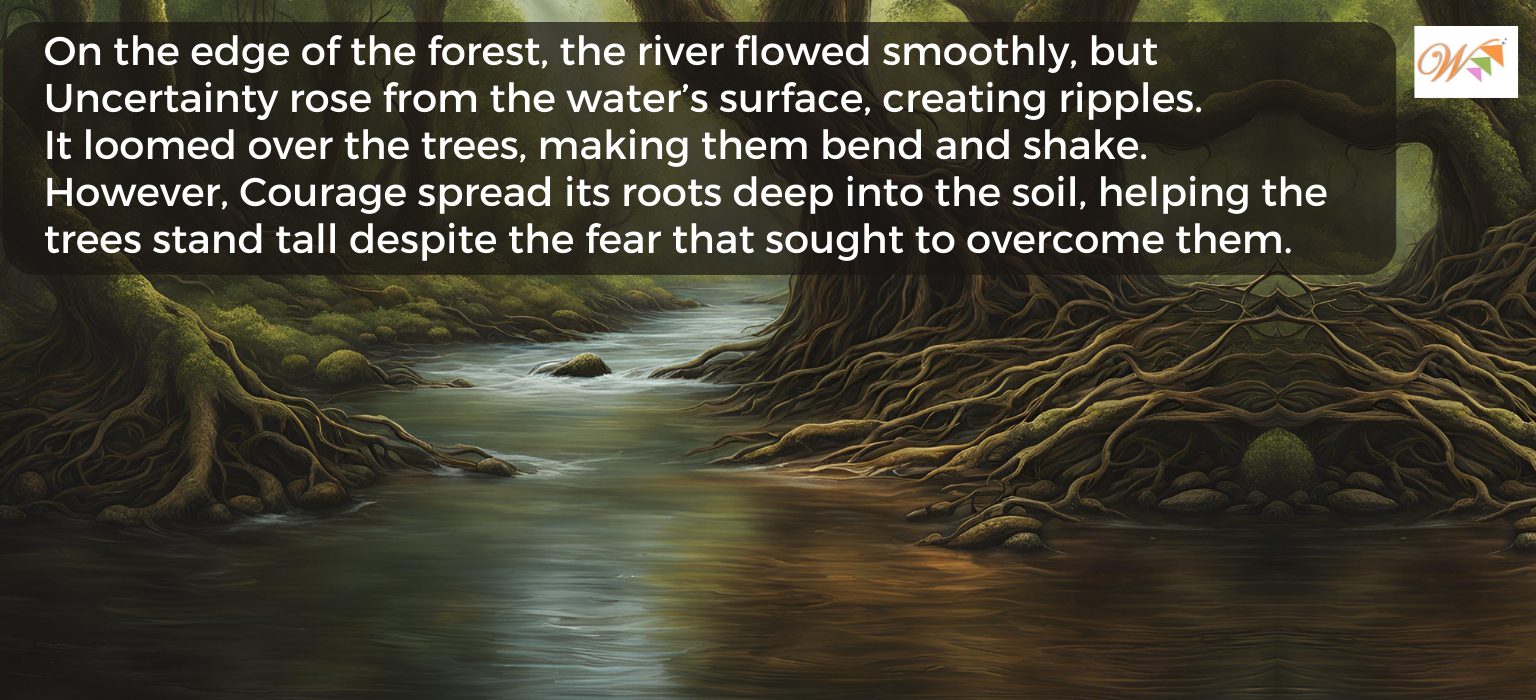 On the edge of the forest, the river flowed smoothly, but
Uncertainty rose from the water’s surface, creating ripples.
It loomed over the trees, making them bend and shake.
However, Courage spread its roots deep into the soil, helping the
trees stand tall despite the fear that sought to overcome them.
W